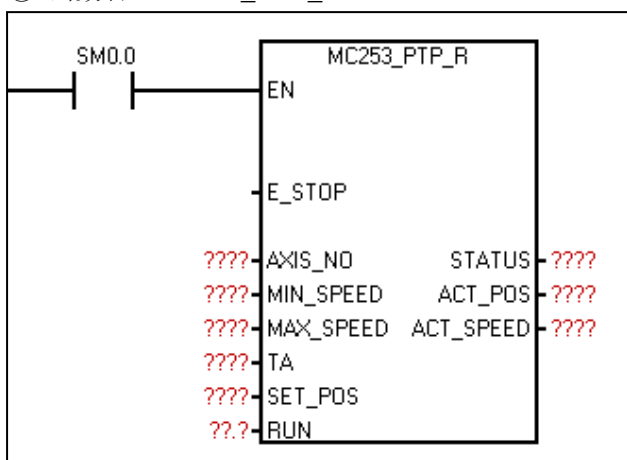 SM0.0
MC253_PTP_R
EN
E_STOP
???? AXIS_NO STATUS ????
???? MIN_SPEED ACT_POS ????
???? MAX_SPEED ACT_SPEED ????
???? TA
???? SET_POS
??.? RUN